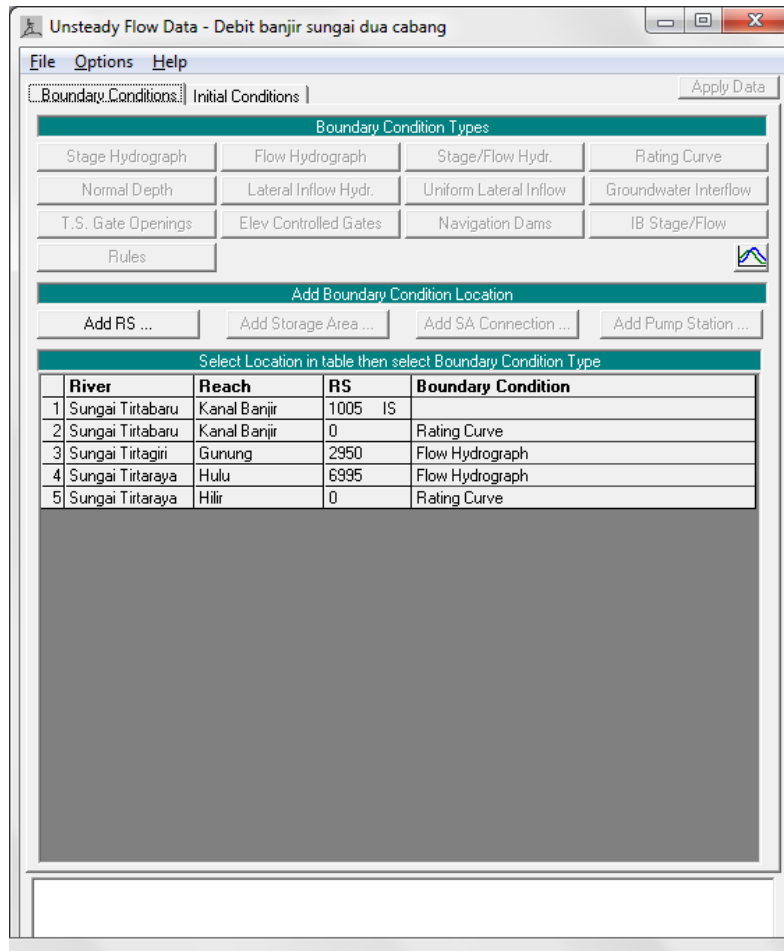 Unsteady Flow Data - Debit banjir sungai dua cabang
File Options Help
Boundary Conditions Initial Conditions Apply Data
Boundary Condition Types
Stage Hydrograph Flow Hydrograph Stage/Flow Hydr. Rating Curve
Normal Depth Lateral Inflow Hydr. Uniform Lateral Inflow Groundwater Interflow
T.S. Gate Openings Elev Controlled Gates Navigation Dams IB Stage/Flow
Rules
Add Boundary Condition Location
Add RS ... Add Storage Area ... Add SA Connection ... Add Pump Station ...
Select Location in table then select Boundary Condition Type
River Reach RS Boundary Condition
1 Sungai Tirtabaru Kanal Banjir 1005 IS
2 Sungai Tirtabaru Kanal Banjir 0 Rating Curve
3 Sungai Tirtagiri Gunung 2950 Flow Hydrograph
4 Sungai Tirtaraya Hulu 6995 Flow Hydrograph
5 Sungai Tirtaraya Hilir 0 Rating Curve